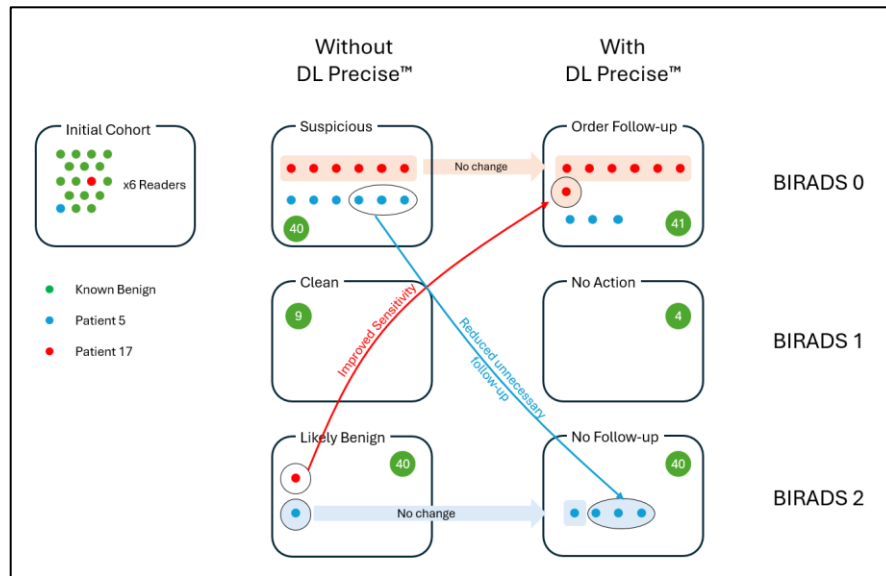 Without
DL Precise™
With
DL Precise™
Initial Cohort
x6 Readers
Known Benign
Patient 5
Patient 17
Suspicious
40
No change
Order Follow-up
41
BIRADS 0
Clean
9
Improved Sensitivity
Reduced unnecessary
follow-up
No Action
4
BIRADS 1
Likely Benign
40
No change
No Follow-up
40
BIRADS 2